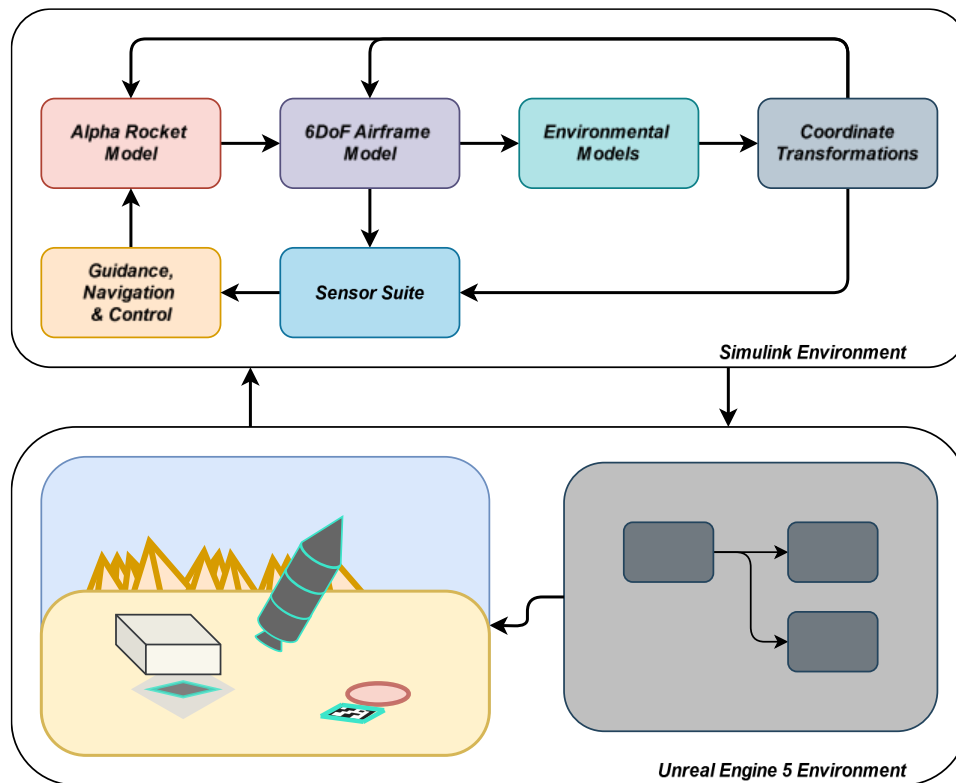 Alpha Rocket
Model
6DoF Airframe
Model
Environmental
Models
Coordinate
Transformations
Guidance,
Navigation
& Control
Sensor Suite
Simulink Environment
Unreal Engine 5 Environment